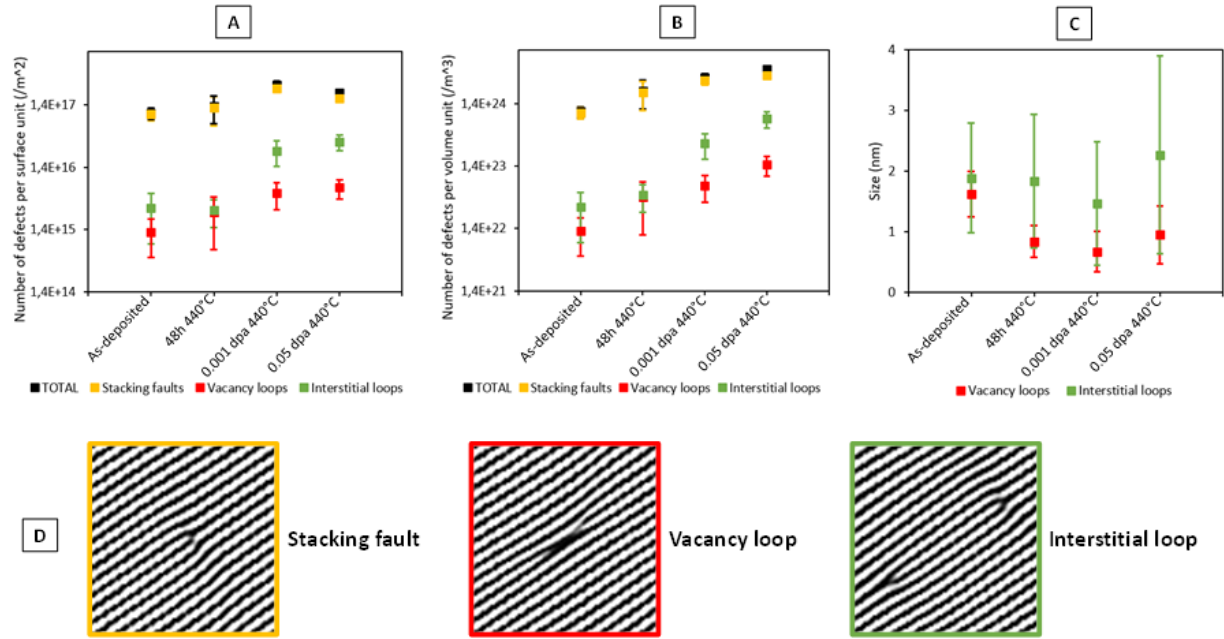 A
Number of defects per surface unit (/m^2)
1,4E+17
1,4E+16
1,4E+15
1,4E+14
As-deposited
48h 440°C
0.001 dpa 440°C
0.05 dpa 440°C
TOTAL Stacking faults Vacancy loops Interstitial loops
B
Number of defects per volume unit (/m^3)
1,4E+24
1,4E+23
1,4E+22
1,4E+21
As-deposited
48h 440°C
0.001 dpa 440°C
0.05 dpa 440°C
TOTAL Stacking faults Vacancy loops Interstitial loops
C
Size (nm)
4
3
2
1
0
As-deposited
48h 440°C
0.001 dpa 440°C
0.05 dpa 440°C
Vacancy loops Interstitial loops
D
Stacking fault
Vacancy loop
Interstitial loop